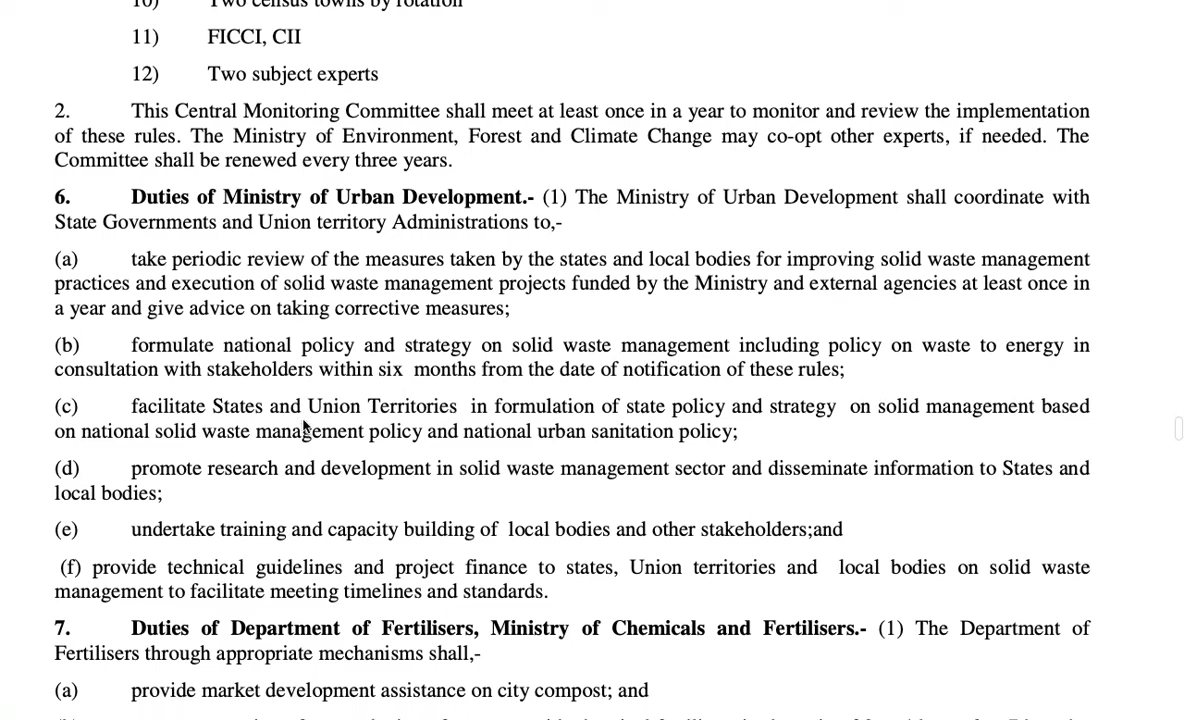 10) Two census towns by rotation
11) FICCI, CII
12) Two subject experts
2. This Central Monitoring Committee shall meet at least once in a year to monitor and review the implementation
of these rules. The Ministry of Environment, Forest and Climate Change may co-opt other experts, if needed. The
Committee shall be renewed every three years.
6. Duties of Ministry of Urban Development.- (1) The Ministry of Urban Development shall coordinate with
State Governments and Union territory Administrations to,-
(a) take periodic review of the measures taken by the states and local bodies for improving solid waste management
practices and execution of solid waste management projects funded by the Ministry and external agencies at least once in
a year and give advice on taking corrective measures;
(b) formulate national policy and strategy on solid waste management including policy on waste to energy in
consultation with stakeholders within six months from the date of notification of these rules;
(c) facilitate States and Union Territories in formulation of state policy and strategy on solid management based
on national solid waste management policy and national urban sanitation policy;
(d) promote research and development in solid waste management sector and disseminate information to States and
local bodies;
(e) undertake training and capacity building of local bodies and other stakeholders;and
(f) provide technical guidelines and project finance to states, Union territories and local bodies on solid waste
management to facilitate meeting timelines and standards.
7. Duties of Department of Fertilisers, Ministry of Chemicals and Fertilisers.- (1) The Department of
Fertilisers through appropriate mechanisms shall,-
(a) provide market development assistance on city compost; and